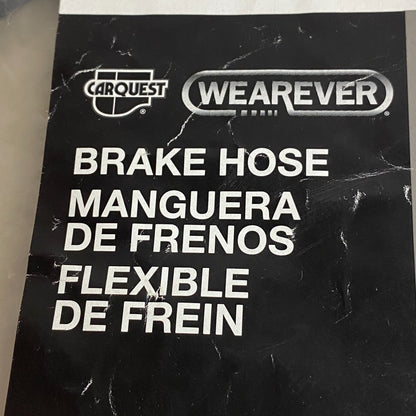 CARQUEST ® WEAREVER ®
BRAKE HOSE
MANGUERA
DE FRENOS
FLEXIBLE
DE FREIN